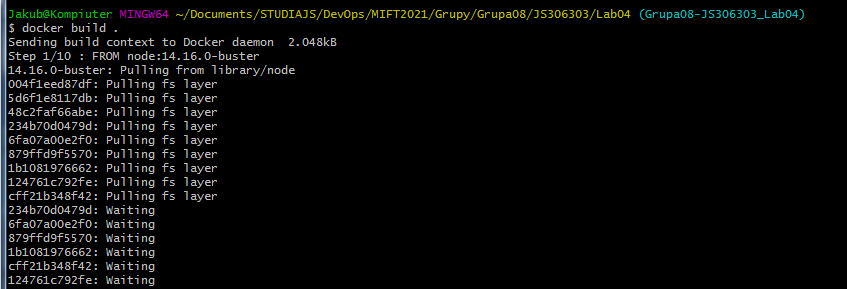 Jakub@Kompiuter MINGW64 ~/Documents/STUDIAJS/DevOps/MIFT2021/Grupy/Grupa08/JS306303/Lab04 (Grupa08-JS306303_Lab04)
$ docker build .
Sending build context to Docker daemon  2.048kB
Step 1/10 : FROM node:14.16.0-buster
14.16.0-buster: Pulling from library/node
004f1eed87df: Pulling fs layer
5d6f1e8117db: Pulling fs layer
48c2faf66abe: Pulling fs layer
234b70d0479d: Pulling fs layer
6fa07a00e2f0: Pulling fs layer
879ffd9f5570: Pulling fs layer
1b1081976662: Pulling fs layer
124761c792fe: Pulling fs layer
cff21b348f42: Pulling fs layer
234b70d0479d: Waiting
6fa07a00e2f0: Waiting
879ffd9f5570: Waiting
1b1081976662: Waiting
cff21b348f42: Waiting
124761c792fe: Waiting